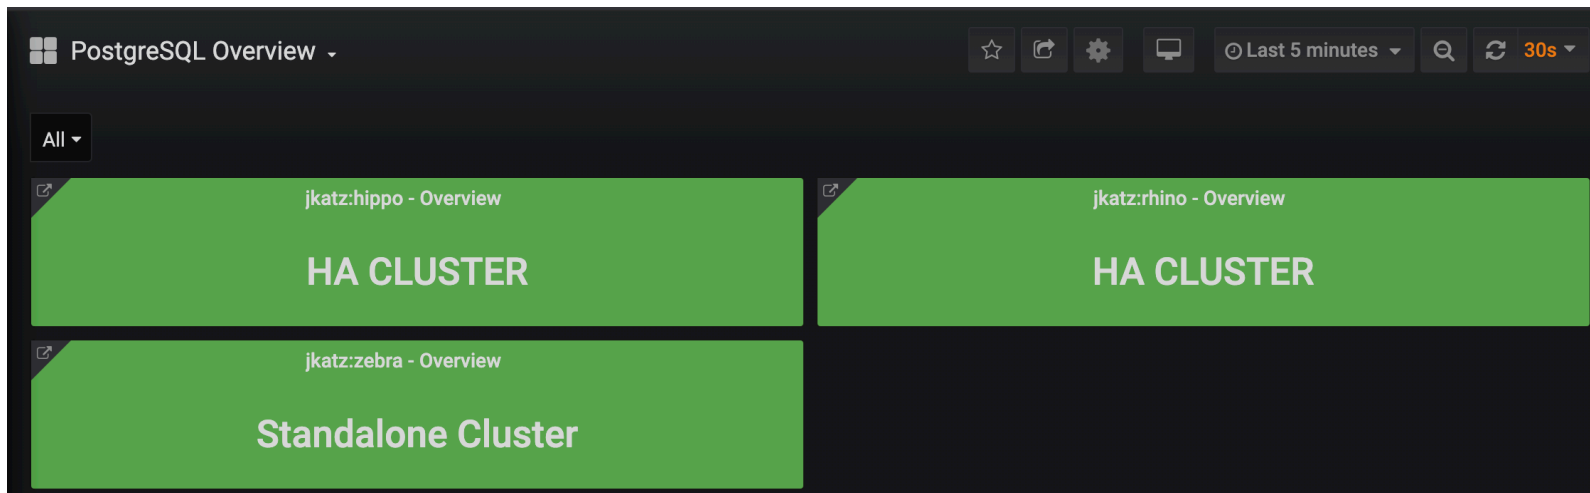 PostgreSQL Overview
Last 5 minutes
30s
All
jkatz:hippo - Overview
HA CLUSTER
jkatz:rhino - Overview
HA CLUSTER
jkatz:zebra - Overview
Standalone Cluster